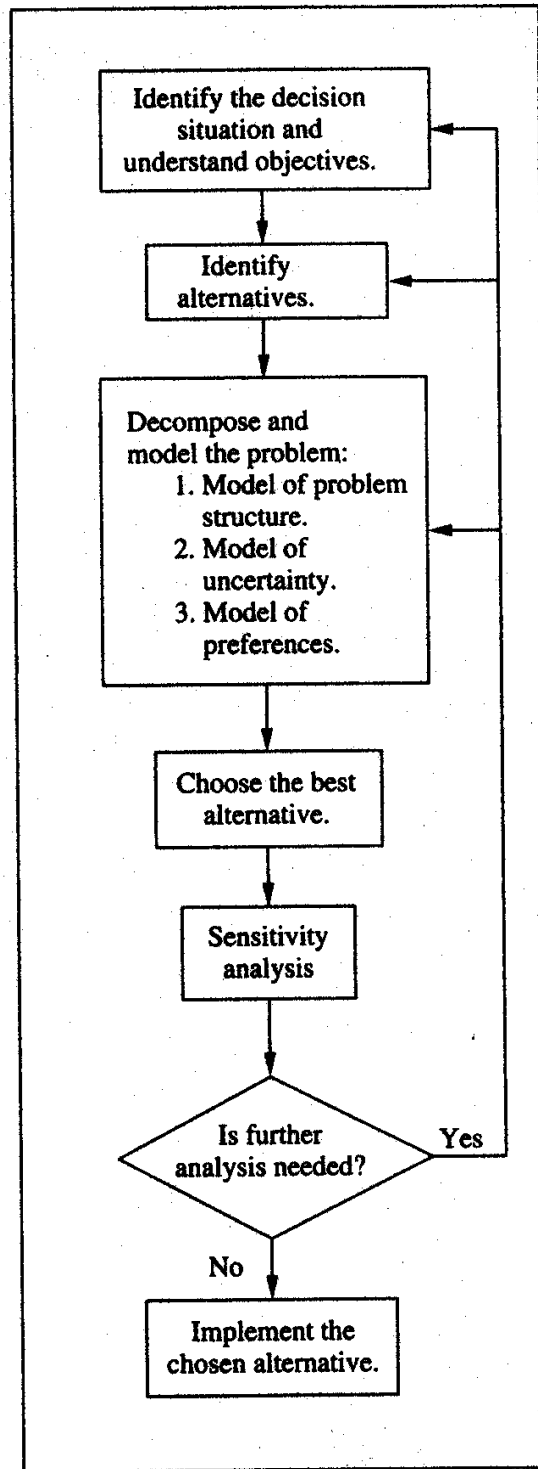 Identify the decision
situation and
understand objectives.
Identify
alternatives.
Decompose and
model the problem:
1. Model of problem
structure.
2. Model of
uncertainty.
3. Model of
preferences.
Choose the best
alternative.
Sensitivity
analysis
Is further
analysis needed?
Yes
No
Implement the
chosen alternative.